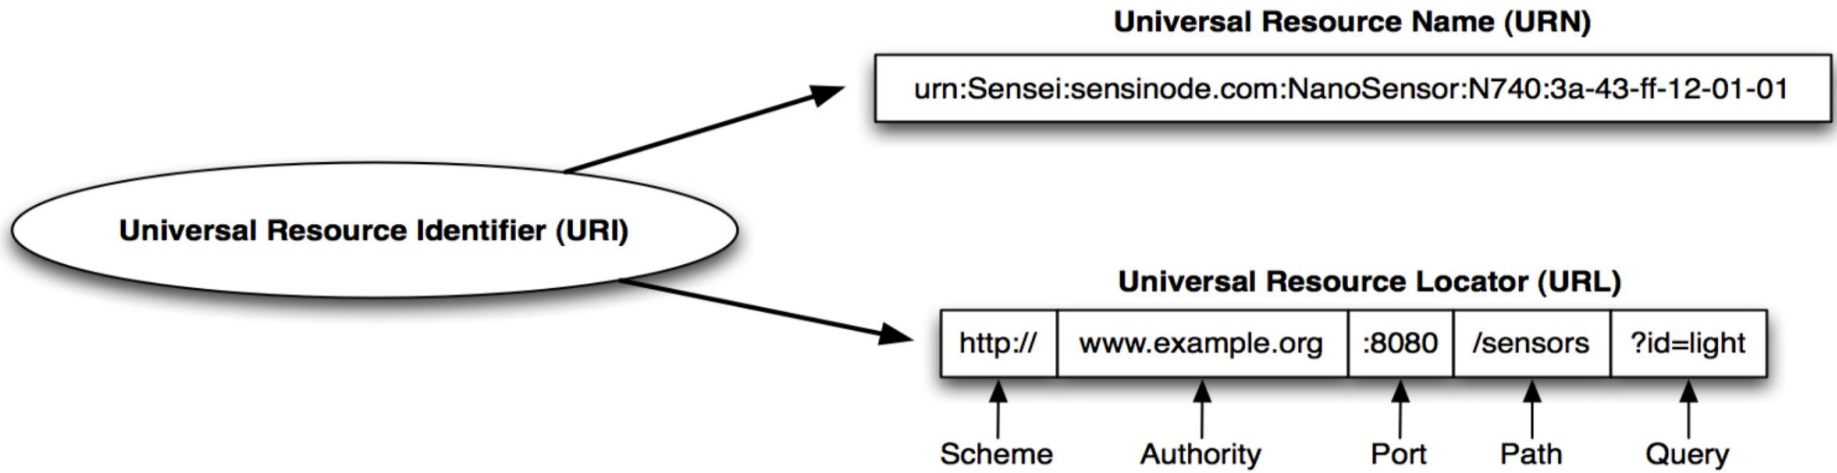 Universal Resource Name (URN)
urn:Sensei:sensinode.com:NanoSensor:N740:3a-43-ff-12-01-01
Universal Resource Identifier (URI)
Universal Resource Locator (URL)
http:// www.example.org :8080 /sensors ?id=light
Scheme Authority Port Path Query